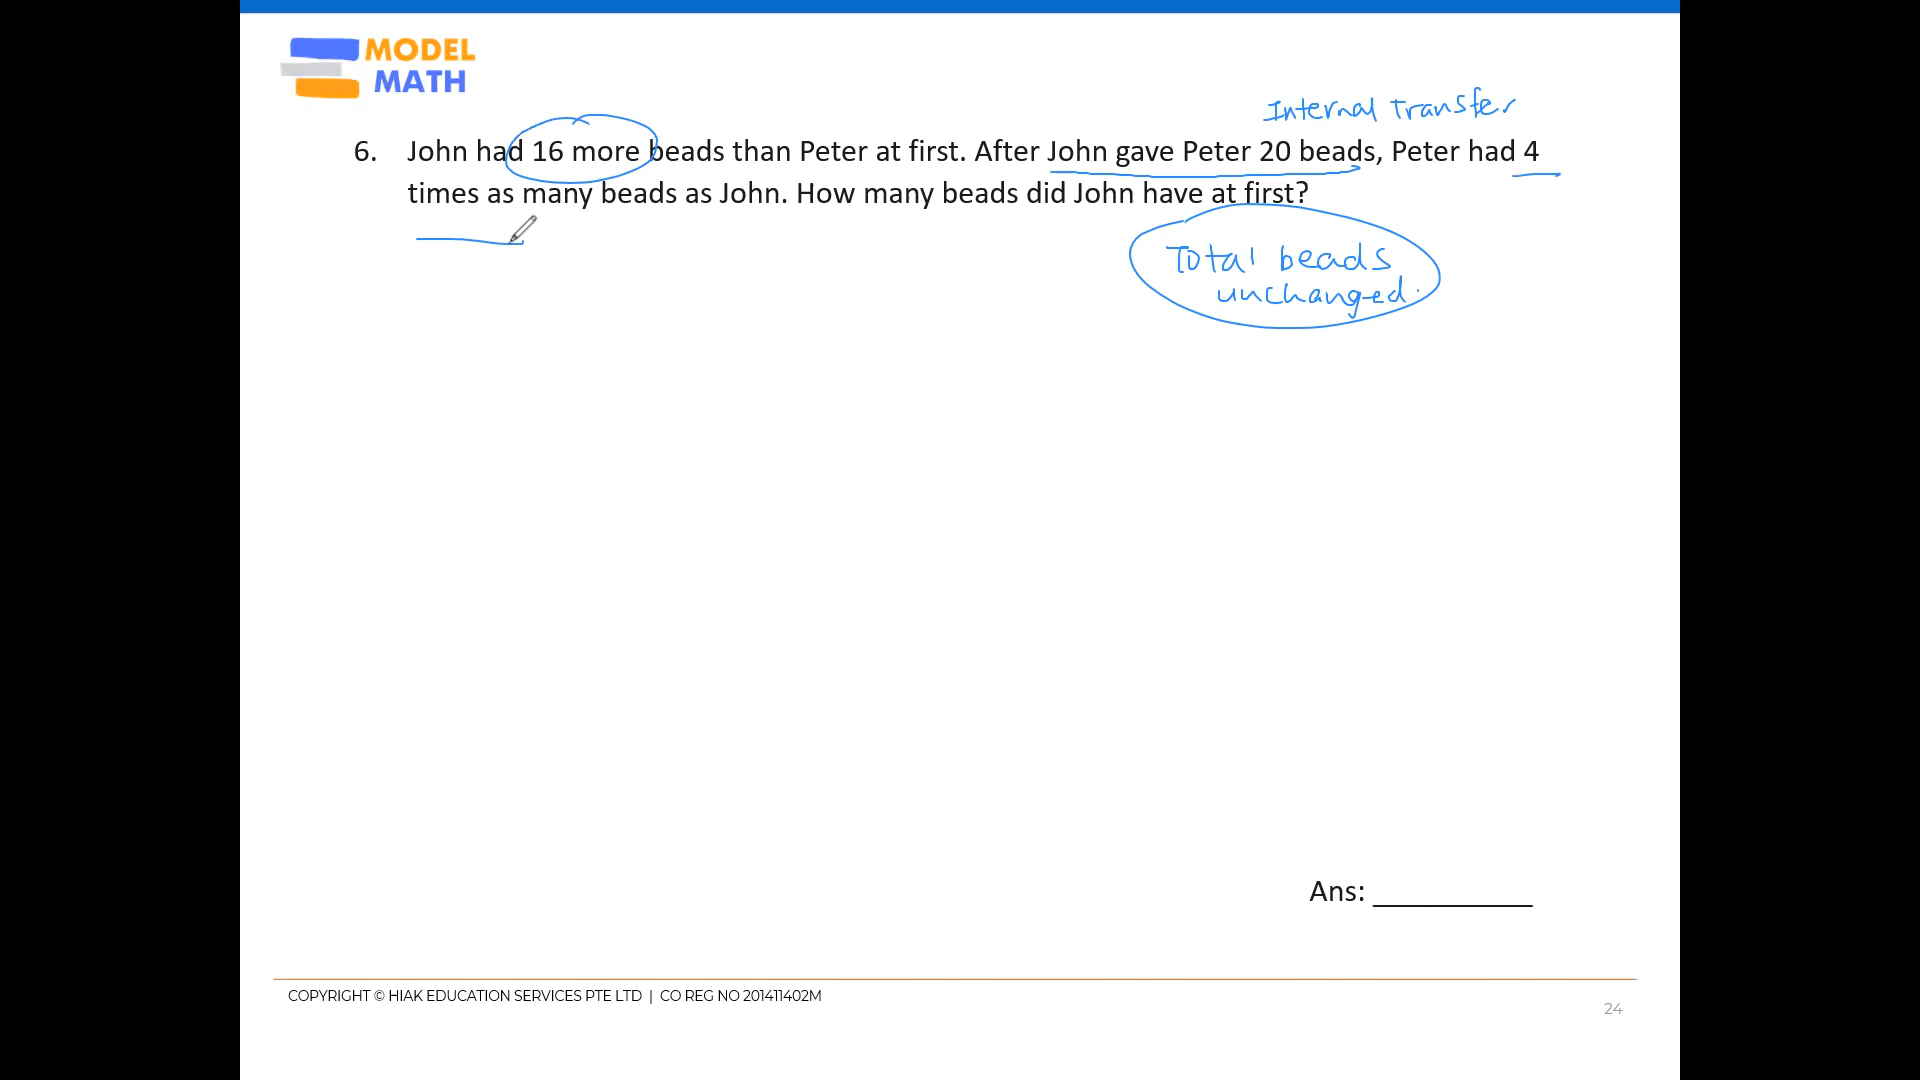 MODEL
MATH
Internal Transfer
6. John had 16 more beads than Peter at first. After John gave Peter 20 beads, Peter had 4
times as many beads as John. How many beads did John have at first?
Total beads
unchanged.
Ans: __________
COPYRIGHT © HIAK EDUCATION SERVICES PTE LTD | CO REG NO 201411402M
24